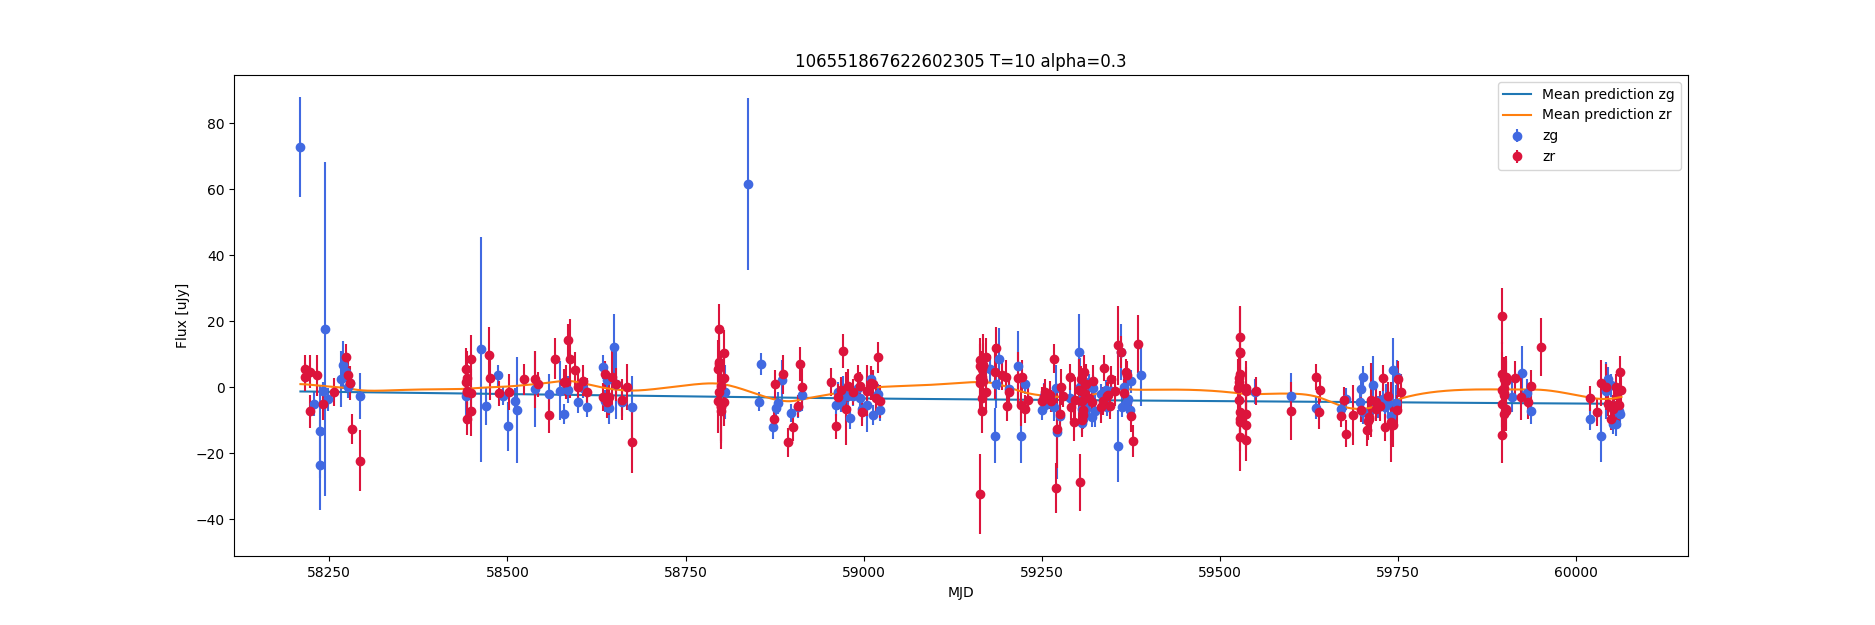 106551867622602305 T=10 alpha=0.3
Mean prediction zg
Mean prediction zr
zg
zr
Flux [uJy]
80
60
40
20
0
−20
−40
58250 58500 58750 59000 59250 59500 59750 60000
MJD